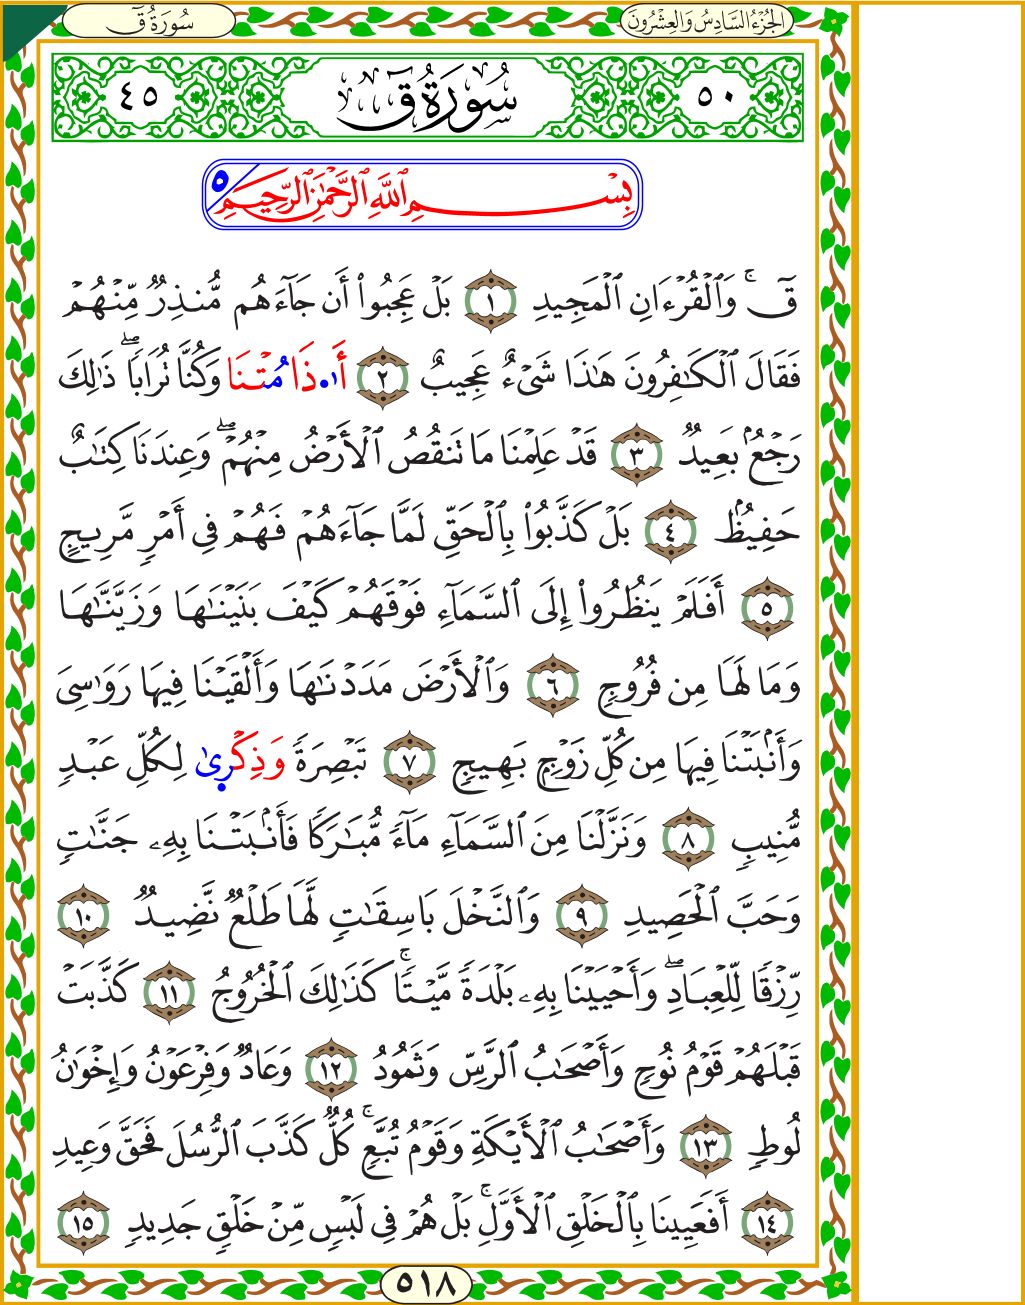 الجُزْءُ السَّادِسُ وَالعِشْرُونَ
سُورَةُ قٓ
٥٠
سُورَةُ قٓ
٤٥
بِسْمِ ٱللَّهِ ٱلرَّحْمَٰنِ ٱلرَّحِيمِ ٥
قٓۚ وَٱلْقُرْءَانِ ٱلْمَجِيدِ ١ بَلْ عَجِبُوٓا۟ أَن جَآءَهُم مُّنذِرٌ مِّنْهُمْ
فَقَالَ ٱلْكَٰفِرُونَ هَٰذَا شَىْءٌ عَجِيبٌ ٢ أَ.ذَا مُتْنَا وَكُنَّا تُرَابًاۖ ذَٰلِكَ
رَجْعٌۢ بَعِيدٌ ٣ قَدْ عَلِمْنَا مَا تَنقُصُ ٱلْأَرْضُ مِنْهُمْۖ وَعِندَنَا كِتَٰبٌ
حَفِيظٌۢ ٤ بَلْ كَذَّبُوا۟ بِٱلْحَقِّ لَمَّا جَآءَهُمْ فَهُمْ فِىٓ أَمْرٍ مَّرِيجٍ
٥ أَفَلَمْ يَنظُرُوٓا۟ إِلَى ٱلسَّمَآءِ فَوْقَهُمْ كَيْفَ بَنَيْنَٰهَا وَزَيَّنَّٰهَا
وَمَا لَهَا مِن فُرُوجٍ ٦ وَٱلْأَرْضَ مَدَدْنَٰهَا وَأَلْقَيْنَا فِيهَا رَوَٰسِىَ
وَأَنۢبَتْنَا فِيهَا مِن كُلِّ زَوْجٍۭ بَهِيجٍ ٧ تَبْصِرَةً وَذِكْرِىٰ لِكُلِّ عَبْدٍ
مُّنِيبٍ ٨ وَنَزَّلْنَا مِنَ ٱلسَّمَآءِ مَآءً مُّبَٰرَكًا فَأَنۢبَتْنَا بِهِۦ جَنَّٰتٍ
وَحَبَّ ٱلْحَصِيدِ ٩ وَٱلنَّخْلَ بَاسِقَٰتٍ لَّهَا طَلْعٌ نَّضِيدٌ ١٠
رِّزْقًا لِّلْعِبَادِۖ وَأَحْيَيْنَا بِهِۦ بَلْدَةً مَّيْتًاۚ كَذَٰلِكَ ٱلْخُرُوجُ ١١ كَذَّبَتْ
قَبْلَهُمْ قَوْمُ نُوحٍ وَأَصْحَٰبُ ٱلرَّسِّ وَثَمُودُ ١٢ وَعَادٌ وَفِرْعَوْنُ وَإِخْوَٰنُ
لُوطٍ ١٣ وَأَصْحَٰبُ ٱلْأَيْكَةِ وَقَوْمُ تُبَّعٍۚ كُلٌّ كَذَّبَ ٱلرُّسُلَ فَحَقَّ وَعِيدِ
١٤ أَفَعَيِينَا بِٱلْخَلْقِ ٱلْأَوَّلِۚ بَلْ هُمْ فِى لَبْسٍ مِّنْ خَلْقٍ جَدِيدٍ ١٥
٥١٨